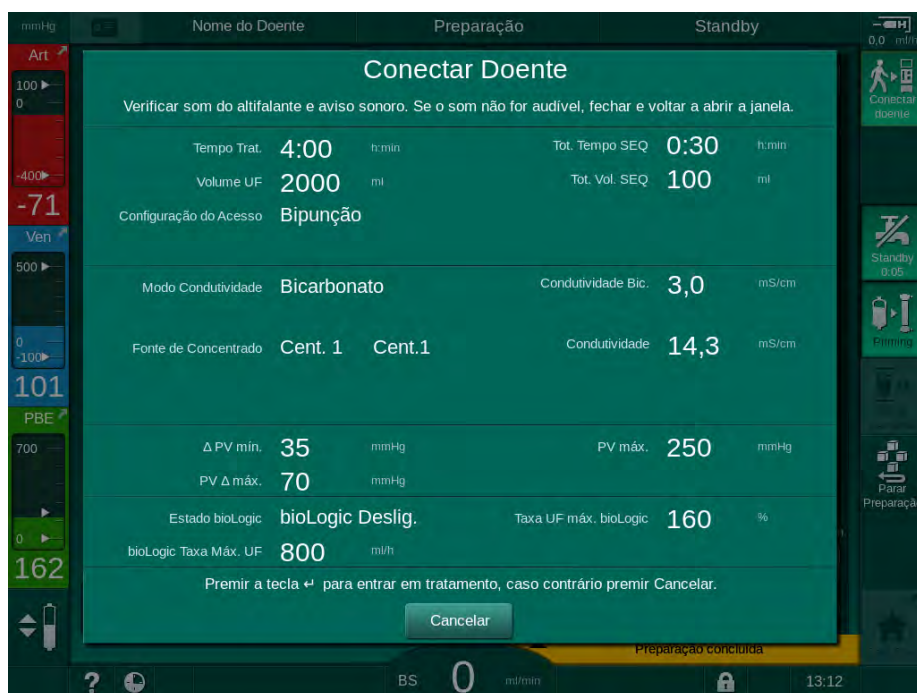 mmHg
Nome do Doente Preparação Standby
0,0 ml/h
Art
100
0
-400
-71
Ven
500
0
-100
101
PBE
700
0
162
Conectar Doente
Verificar som do altifalante e aviso sonoro. Se o som não for audível, fechar e voltar a abrir a janela.
Tempo Trat. 4:00 h:min Tot. Tempo SEQ 0:30 h:min
Volume UF 2000 ml Tot. Vol. SEQ 100 ml
Configuração do Acesso Bipunção
Modo Condutividade Bicarbonato Condutividade Bic. 3,0 mS/cm
Fonte de Concentrado Cent. 1 Cent.1 Condutividade 14,3 mS/cm
Δ PV mín. 35 mmHg PV máx. 250 mmHg
PV Δ máx. 70 mmHg
Estado bioLogic bioLogic Deslig. Taxa UF máx. bioLogic 160 %
bioLogic Taxa Máx. UF 800 ml/h
Premir a tecla ↵ para entrar em tratamento, caso contrário premir Cancelar.
Cancelar
Preparação concluída
Conectar
doente
Standby
0:05
Priming
Parar
Preparaçã
? BS 0 ml/min 13:12